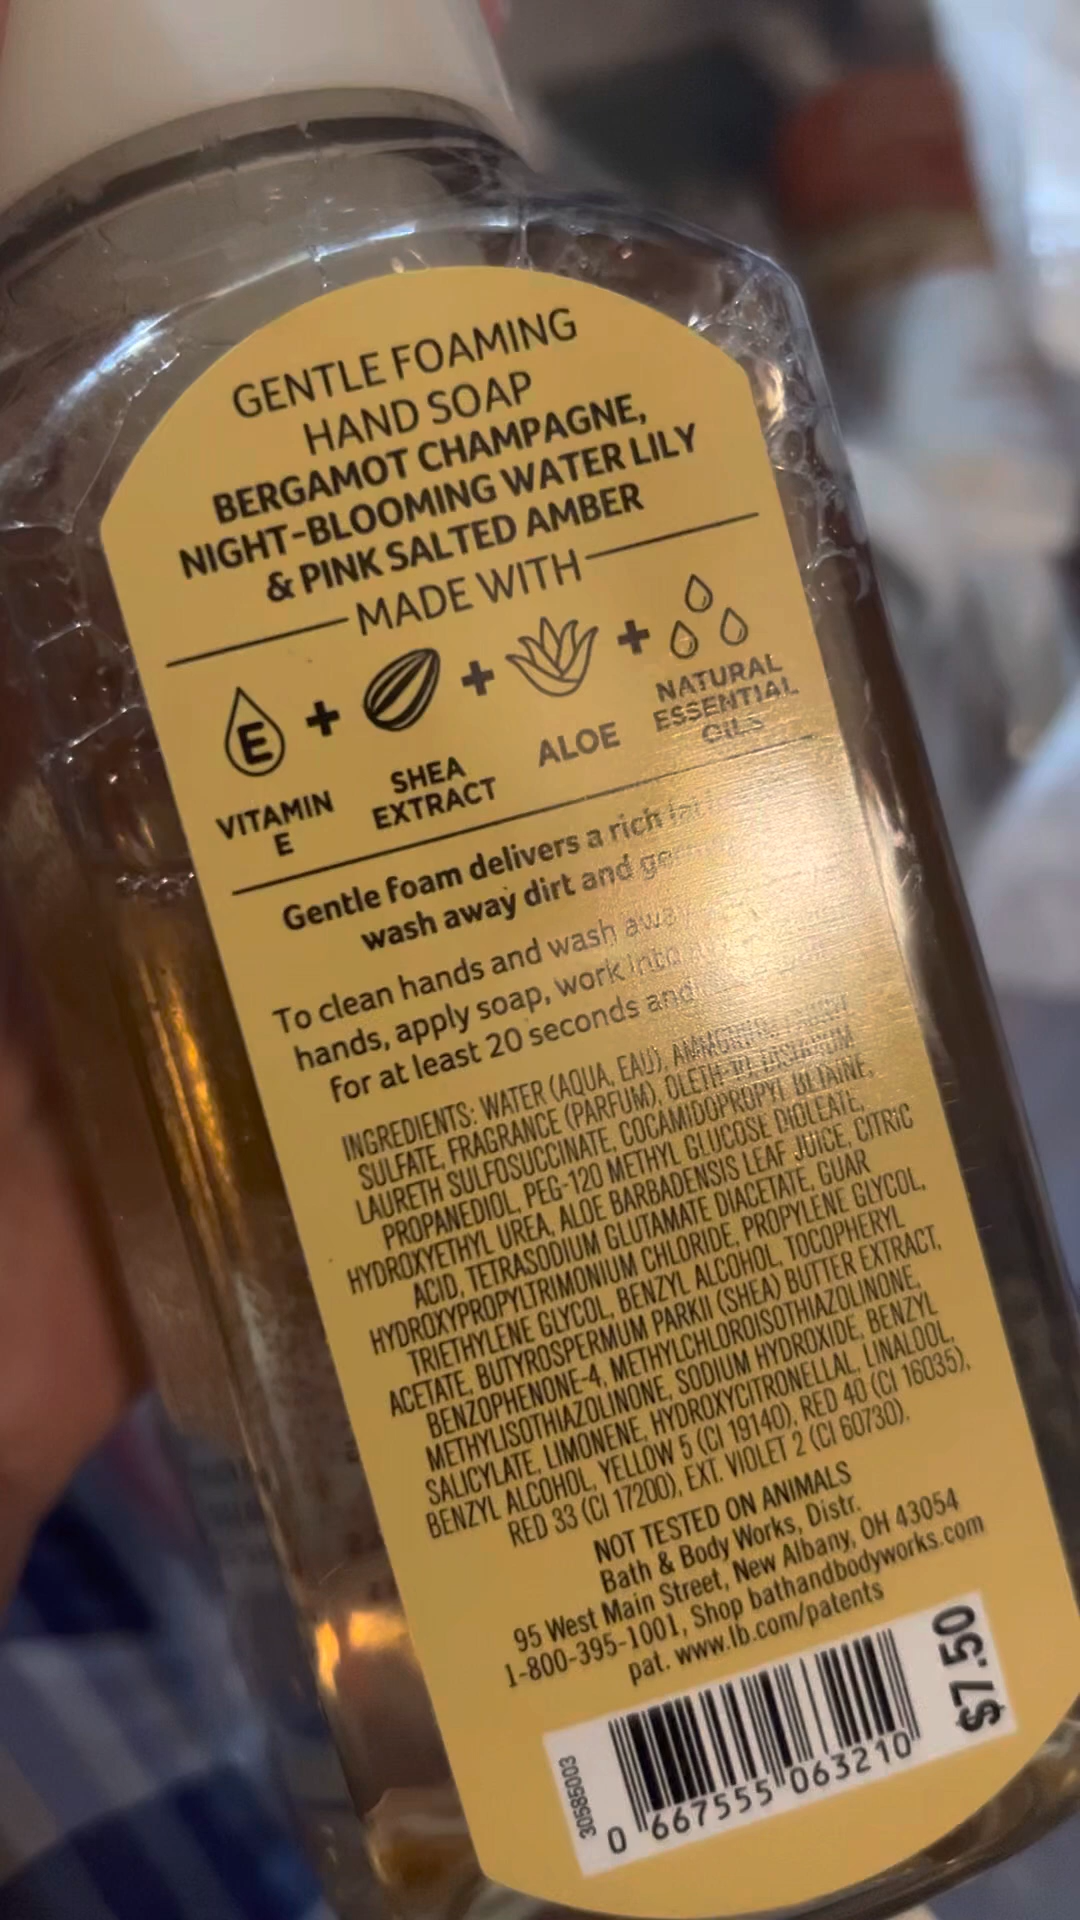 GENTLE FOAMING
HAND SOAP
BERGAMOT CHAMPAGNE,
NIGHT-BLOOMING WATER LILY
& PINK SALTED AMBER
MADE WITH
E
VITAMIN
E
+
SHEA
EXTRACT
+
ALOE
+
NATURAL
ESSENTIAL
OILS
Gentle foam delivers a rich
wash away dirt and
To clean hands and wash away
hands, apply soap, work into
for at least 20 seconds and
INGREDIENTS: WATER (AQUA, EAU), AMMONIUM
SULFATE, FRAGRANCE (PARFUM), OLETH-10, DISODIUM
LAURETH SULFOSUCCINATE, COCAMIDOPROPYL BETAINE,
PROPANEDIOL, PEG-120 METHYL GLUCOSE DIOLEATE,
HYDROXYETHYL UREA, ALOE BARBADENSIS LEAF JUICE, CITRIC
ACID, TETRASODIUM GLUTAMATE DIACETATE, GUAR
HYDROXYPROPYLTRIMONIUM CHLORIDE, PROPYLENE GLYCOL,
TRIETHYLENE GLYCOL, BENZYL ALCOHOL, TOCOPHERYL
ACETATE, BUTYROSPERMUM PARKII (SHEA) BUTTER EXTRACT,
BENZOPHENONE-4, METHYLCHLOROISOTHIAZOLINONE,
METHYLISOTHIAZOLINONE, SODIUM HYDROXIDE, BENZYL
SALICYLATE, LIMONENE, HYDROXYCITRONELLAL, LINALOOL,
BENZYL ALCOHOL, YELLOW 5 (CI 19140), RED 40 (CI 16035),
RED 33 (CI 17200), EXT. VIOLET 2 (CI 60730).
NOT TESTED ON ANIMALS
Bath & Body Works, Distr.
95 West Main Street, New Albany, OH 43054
1-800-395-1001, Shop bathandbodyworks.com
pat. www.lb.com/patents
$7.50
30585003
0 667555 063210